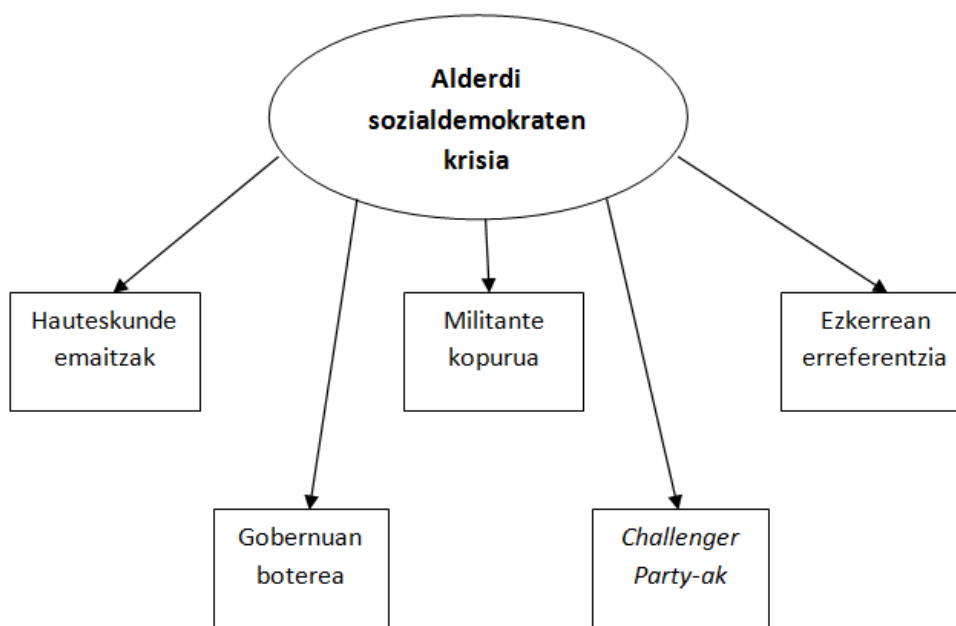 Alderdi
sozialdemokraten
krisia
Hauteskunde
emaitzak
Militante
kopurua
Ezkerrean
erreferentzia
Gobernuan
boterea
Challenger
Party-ak